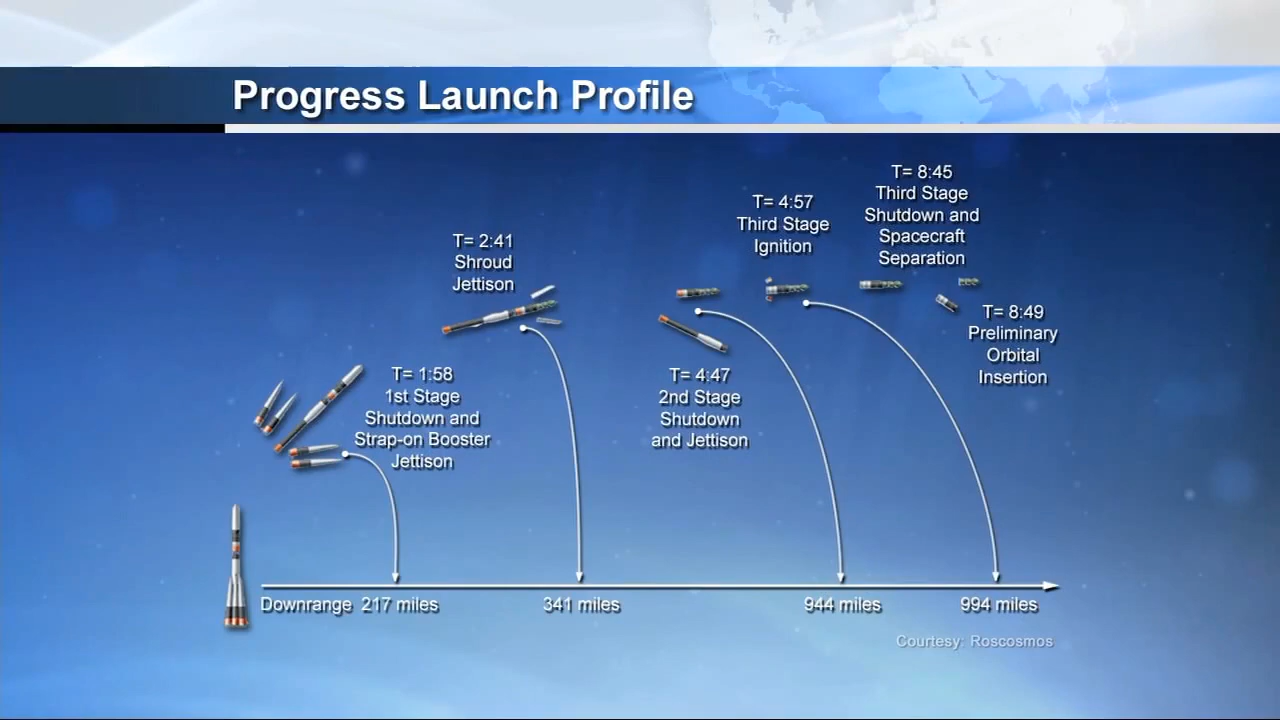 Progress Launch Profile
T= 1:58
1st Stage
Shutdown and
Strap-on Booster
Jettison
T= 2:41
Shroud
Jettison
T= 4:47
2nd Stage
Shutdown
and Jettison
T= 4:57
Third Stage
Ignition
T= 8:45
Third Stage
Shutdown and
Spacecraft
Separation
T= 8:49
Preliminary
Orbital
Insertion
Downrange 217 miles 341 miles 944 miles 994 miles
Courtesy: Roscosmos